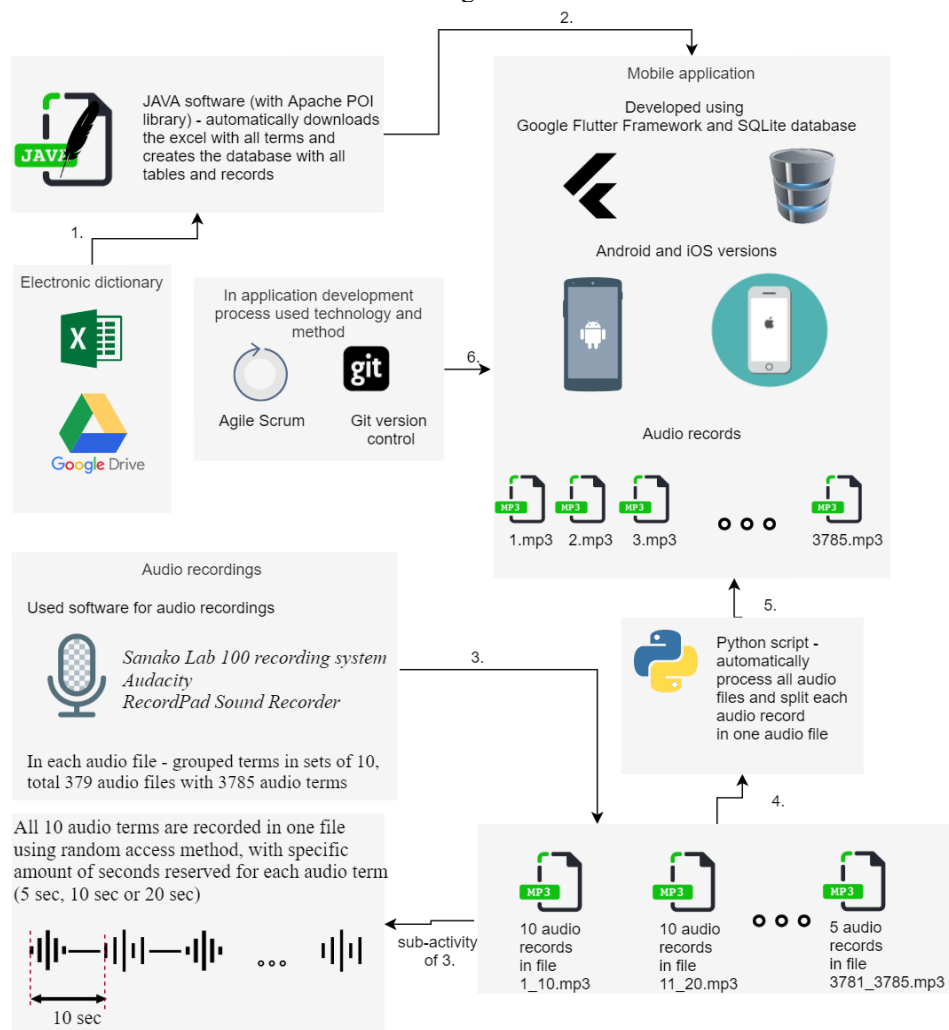 2.
JAVA software (with Apache POI
library) - automatically downloads
the excel with all terms and
creates the database with all
tables and records
JAVA
1.
Electronic dictionary
X
Google Drive
In application development
process used technology and
method
git
Agile Scrum
Git version
control
6.
Mobile application
Developed using
Google Flutter Framework and SQLite database
Android and iOS versions
Audio records
MP3
MP3
MP3
MP3
1.mp3
2.mp3
3.mp3
3785.mp3
Audio recordings
Used software for audio recordings
Sanako Lab 100 recording system
Audacity
RecordPad Sound Recorder
In each audio file - grouped terms in sets of 10,
total 379 audio files with 3785 audio terms
3.
5.
Python script -
automatically
process all audio
files and split each
audio record
in one audio file
4.
All 10 audio terms are recorded in one file
using random access method, with specific
amount of seconds reserved for each audio term
(5 sec, 10 sec or 20 sec)
10 sec
sub-activity
of 3.
MP3
MP3
MP3
10 audio
records
in file
1_10.mp3
10 audio
records
in file
11_20.mp3
5 audio
records
in file
3781_3785.mp3